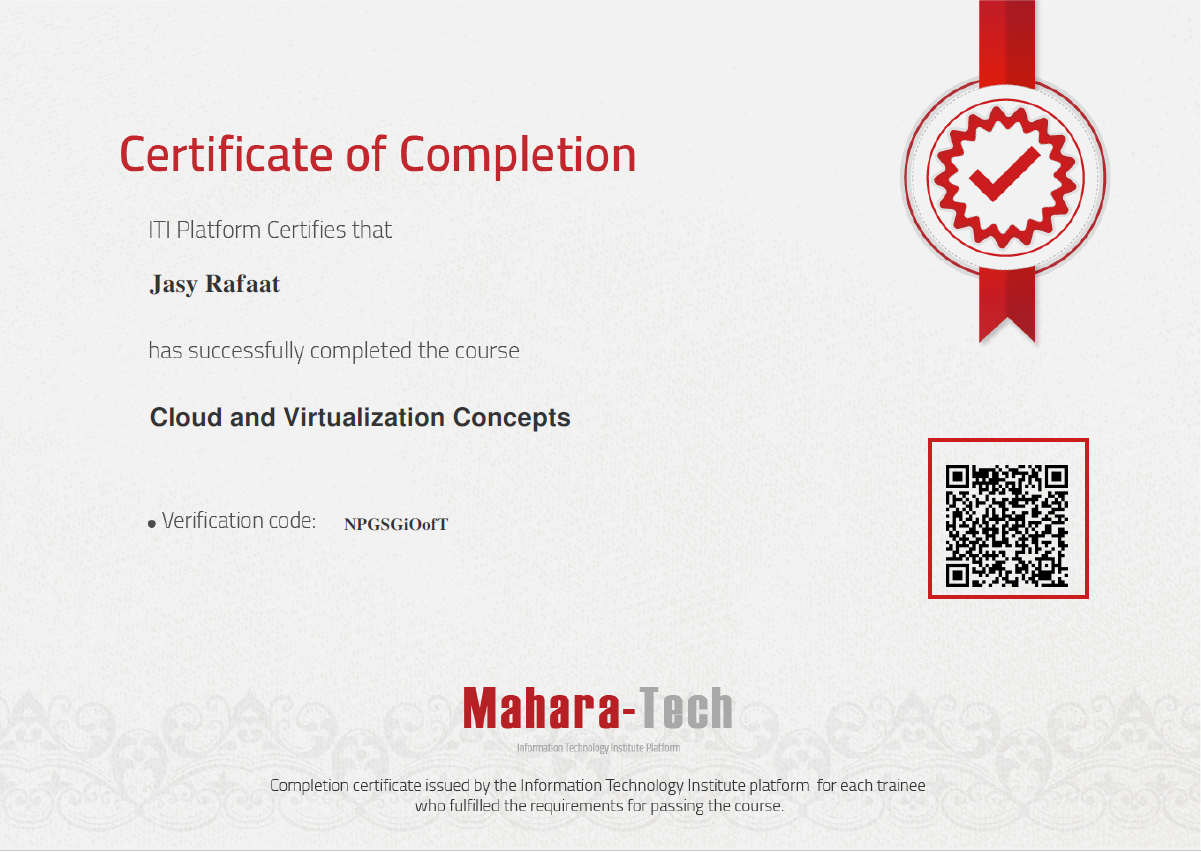 Certificate of Completion
ITI Platform Certifies that
Jasy Rafaat
has successfully completed the course
Cloud and Virtualization Concepts
• Verification code: NPGSGiOofT
Mahara-Tech
Information Technology Institute Platform
Completion certificate issued by the Information Technology Institute platform for each trainee
who fulfilled the requirements for passing the course.